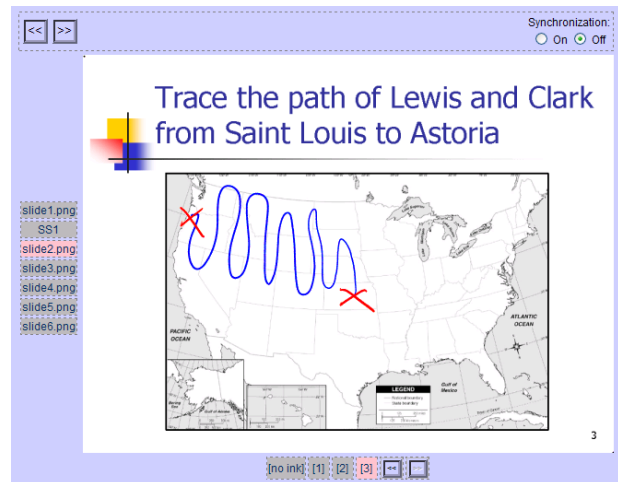 << >>
Synchronization:
On Off
Trace the path of Lewis and Clark
from Saint Louis to Astoria
slide1.png
SS1
slide2.png
slide3.png
slide4.png
slide5.png
slide6.png
PACIFIC
OCEAN
ATLANTIC
OCEAN
Gulf of
Mexico
LEGEND
3
[no ink] [1] [2] [3] << >>